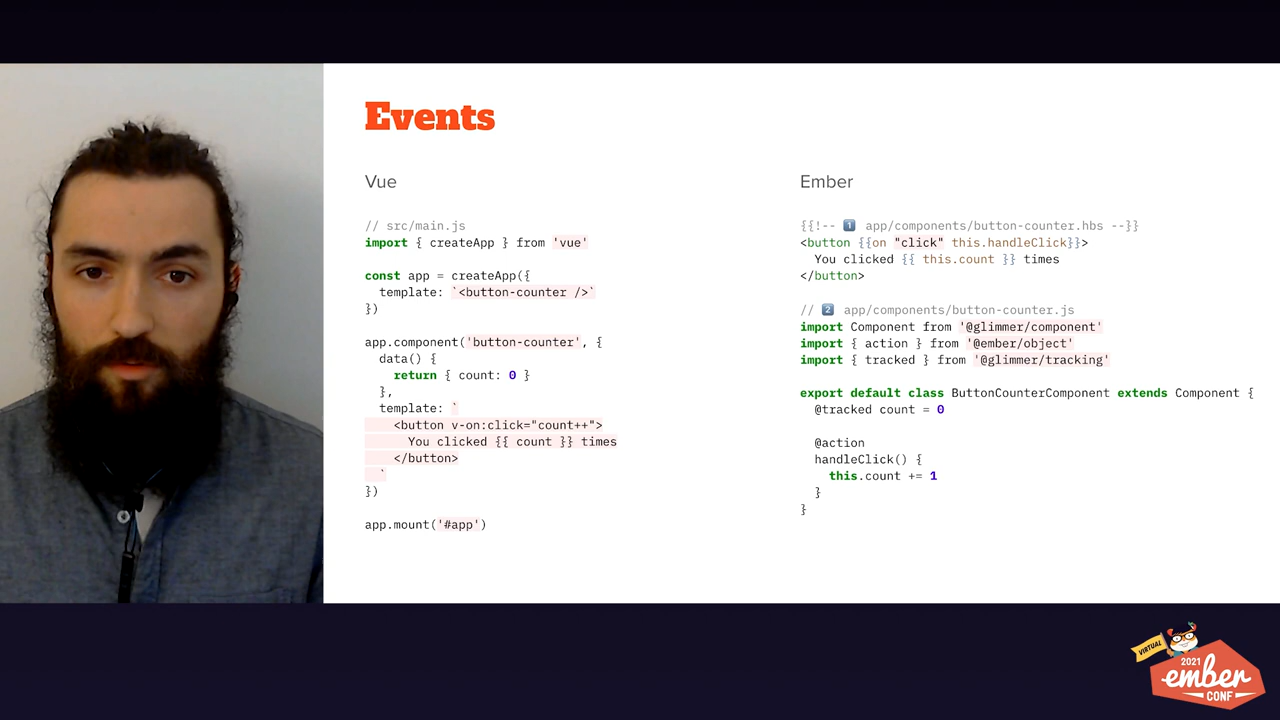 Events
Vue
// src/main.js
import { createApp } from 'vue'
const app = createApp({
  template: `<button-counter />`
})
app.component('button-counter', {
  data() {
    return { count: 0 }
  },
  template: `
    <button v-on:click="count++">
      You clicked {{ count }} times
    </button>
  `
})
app.mount('#app')
Ember
{{!-- 1 app/components/button-counter.hbs --}}
<button {{on "click" this.handleClick}}>
  You clicked {{ this.count }} times
</button>
// 2 app/components/button-counter.js
import Component from '@glimmer/component'
import { action } from '@ember/object'
import { tracked } from '@glimmer/tracking'
export default class ButtonCounterComponent extends Component {
  @tracked count = 0
  @action
  handleClick() {
    this.count += 1
  }
}
VIRTUAL
2021
ember
CONF